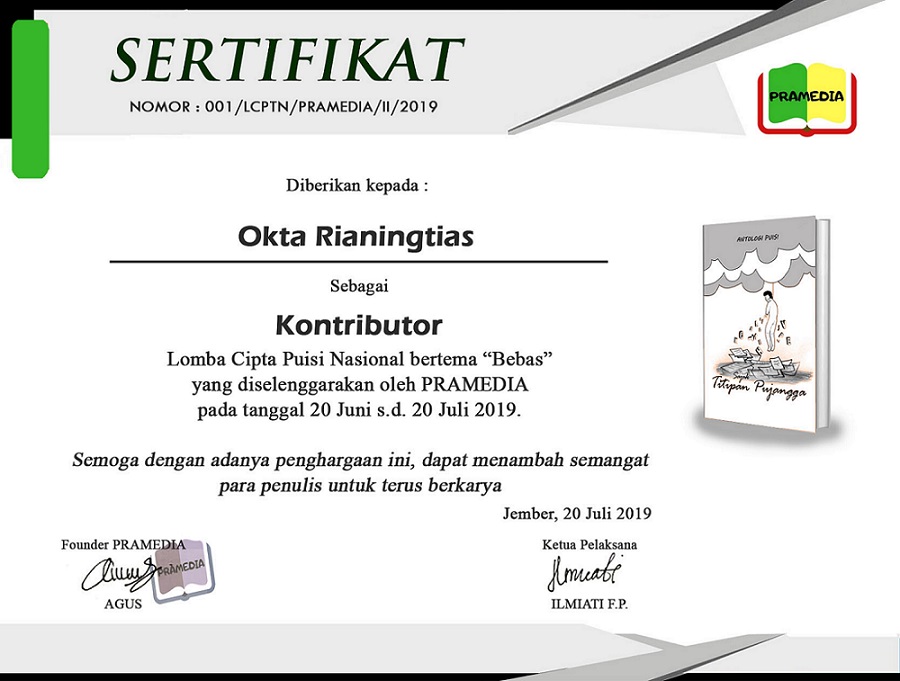 SERTIFIKAT
NOMOR : 001/LCPTN/PRAMEDIA/II/2019
PRAMEDIA
Diberikan kepada :
Okta Rianingtias
Sebagai
Kontributor
Lomba Cipta Puisi Nasional bertema “Bebas”
yang diselenggarakan oleh PRAMEDIA
pada tanggal 20 Juni s.d. 20 Juli 2019.
ANTOLOGI PUISI
Sajak
Titipan Pujangga
Semoga dengan adanya penghargaan ini, dapat menambah semangat
para penulis untuk terus berkarya
Jember, 20 Juli 2019
Founder PRAMEDIA
PRAMEDIA
AGUS
Ketua Pelaksana
Ilmiati
ILMIATI F.P.